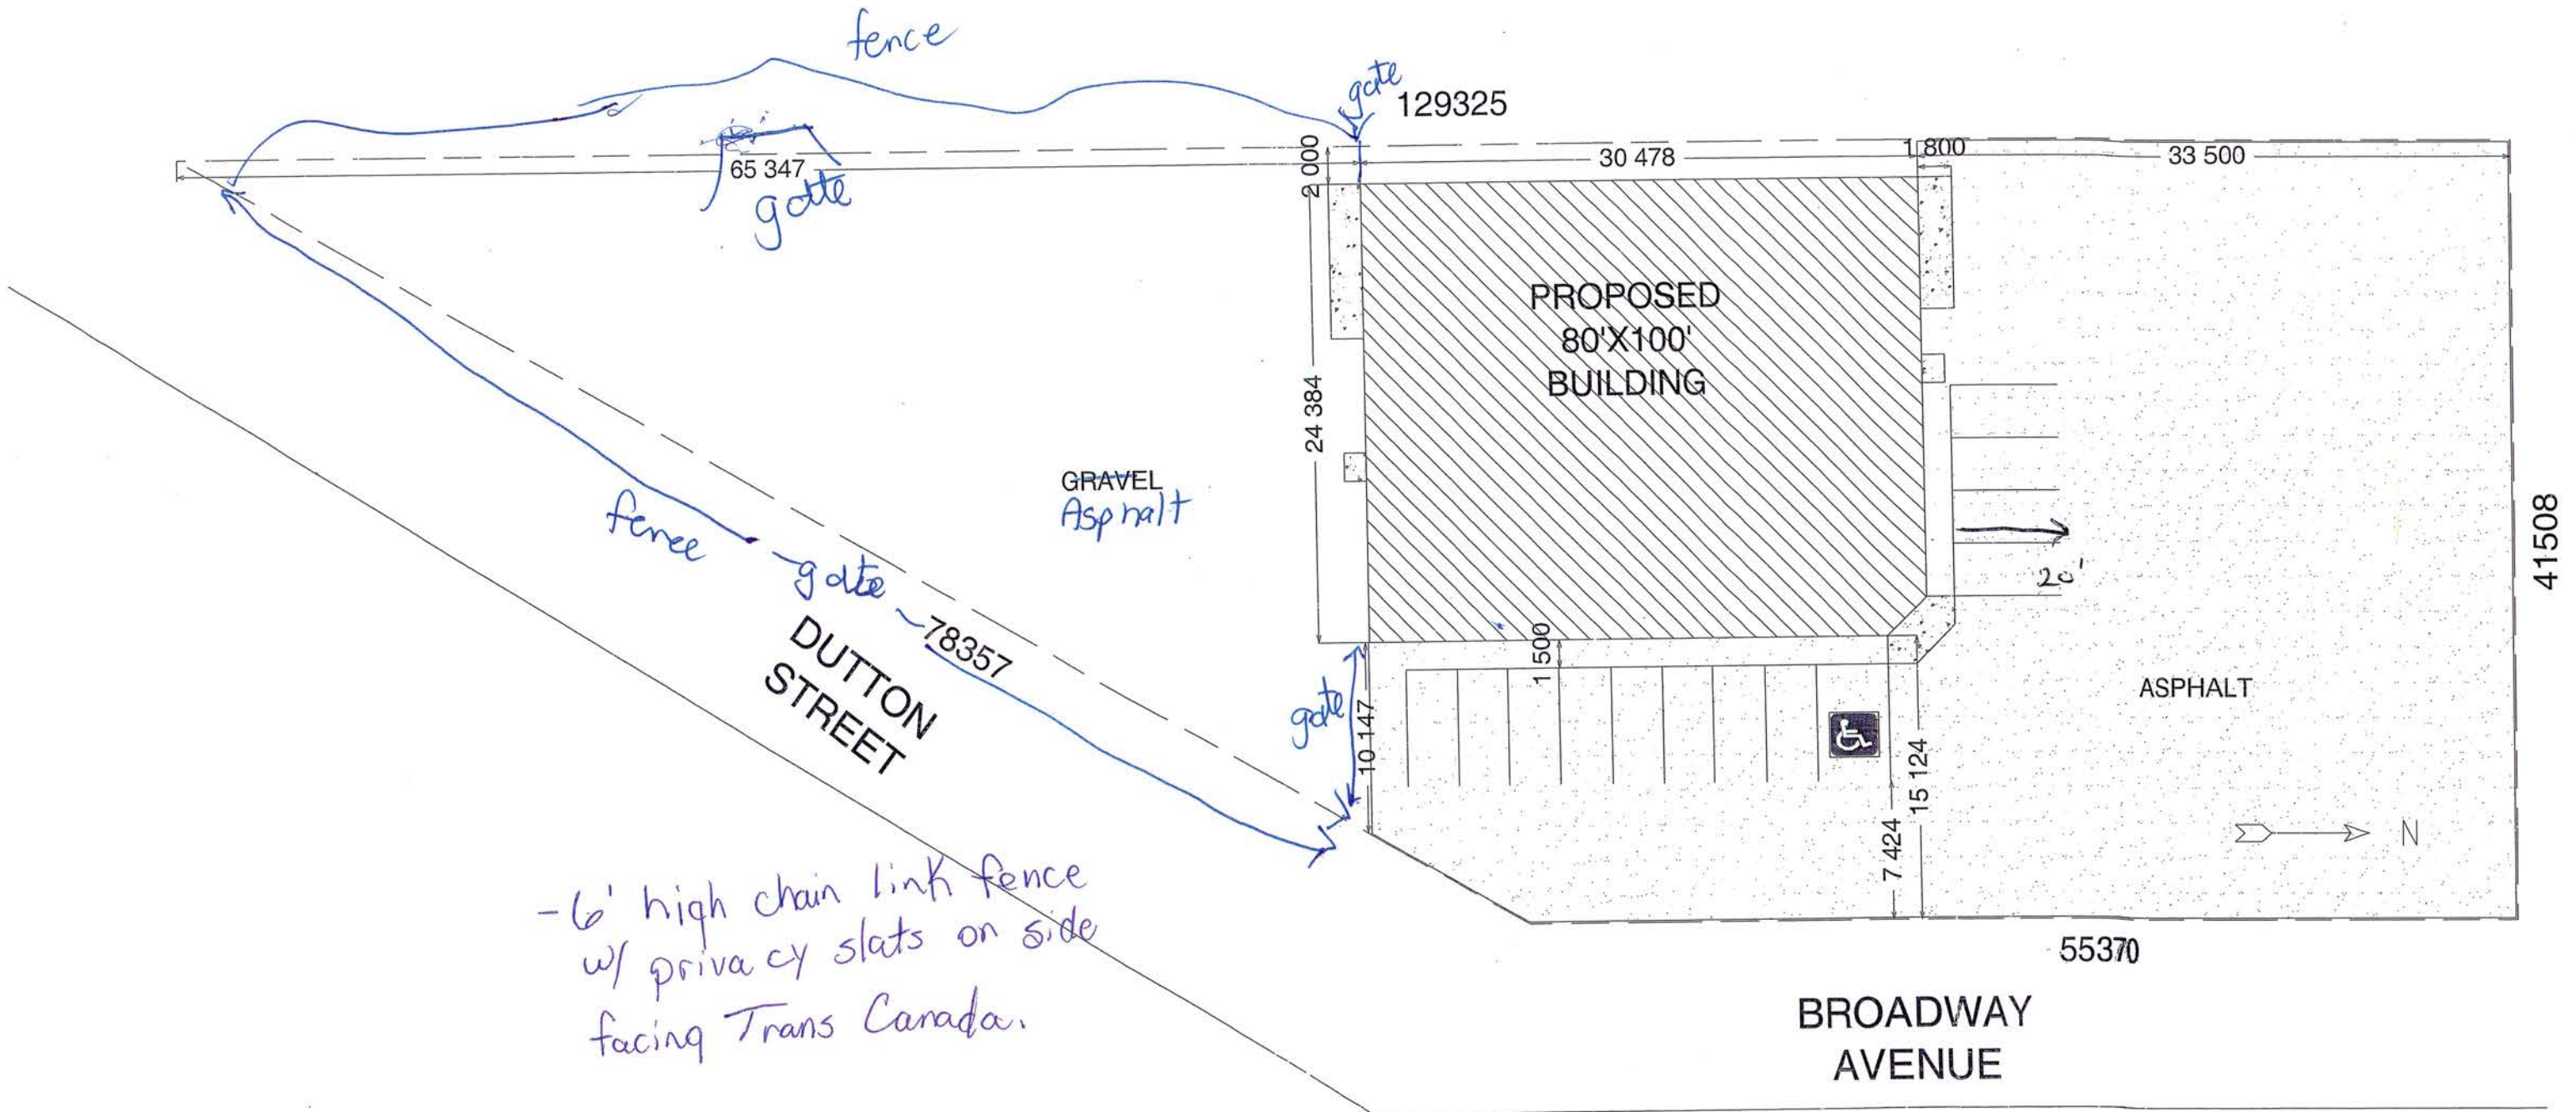 fence
gate
129325
65 347
gate
2 000
30 478
1 800
33 500
PROPOSED
80'X100'
BUILDING
24 384
GRAVEL
Asphalt
fence
gate
78357
DUTTON
STREET
gate
10 147
1 500
20'
41508
ASPHALT
15 124
7 424
N
55370
BROADWAY
AVENUE
-6' high chain link fence
w/ privacy slats on side
facing Trans Canada.